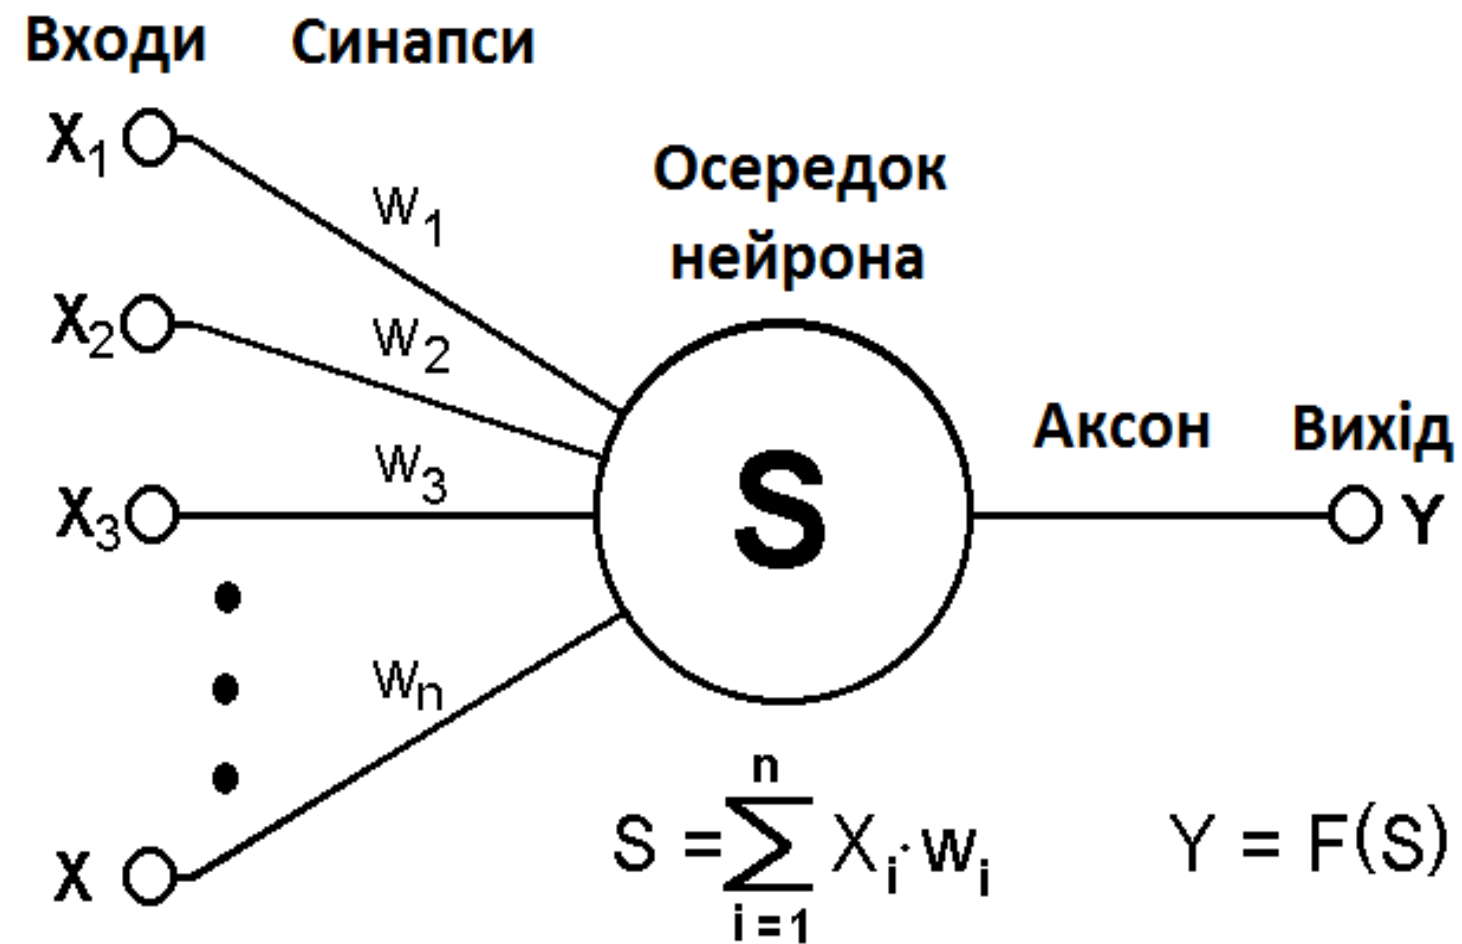 Входи Синапси
X1
w1
Осередок
нейрона
X2
w2
Аксон Вихід
w3
X3
S
Y
wn
X
n
S = ∑ Xi · wi
i = 1
Y = F(S)